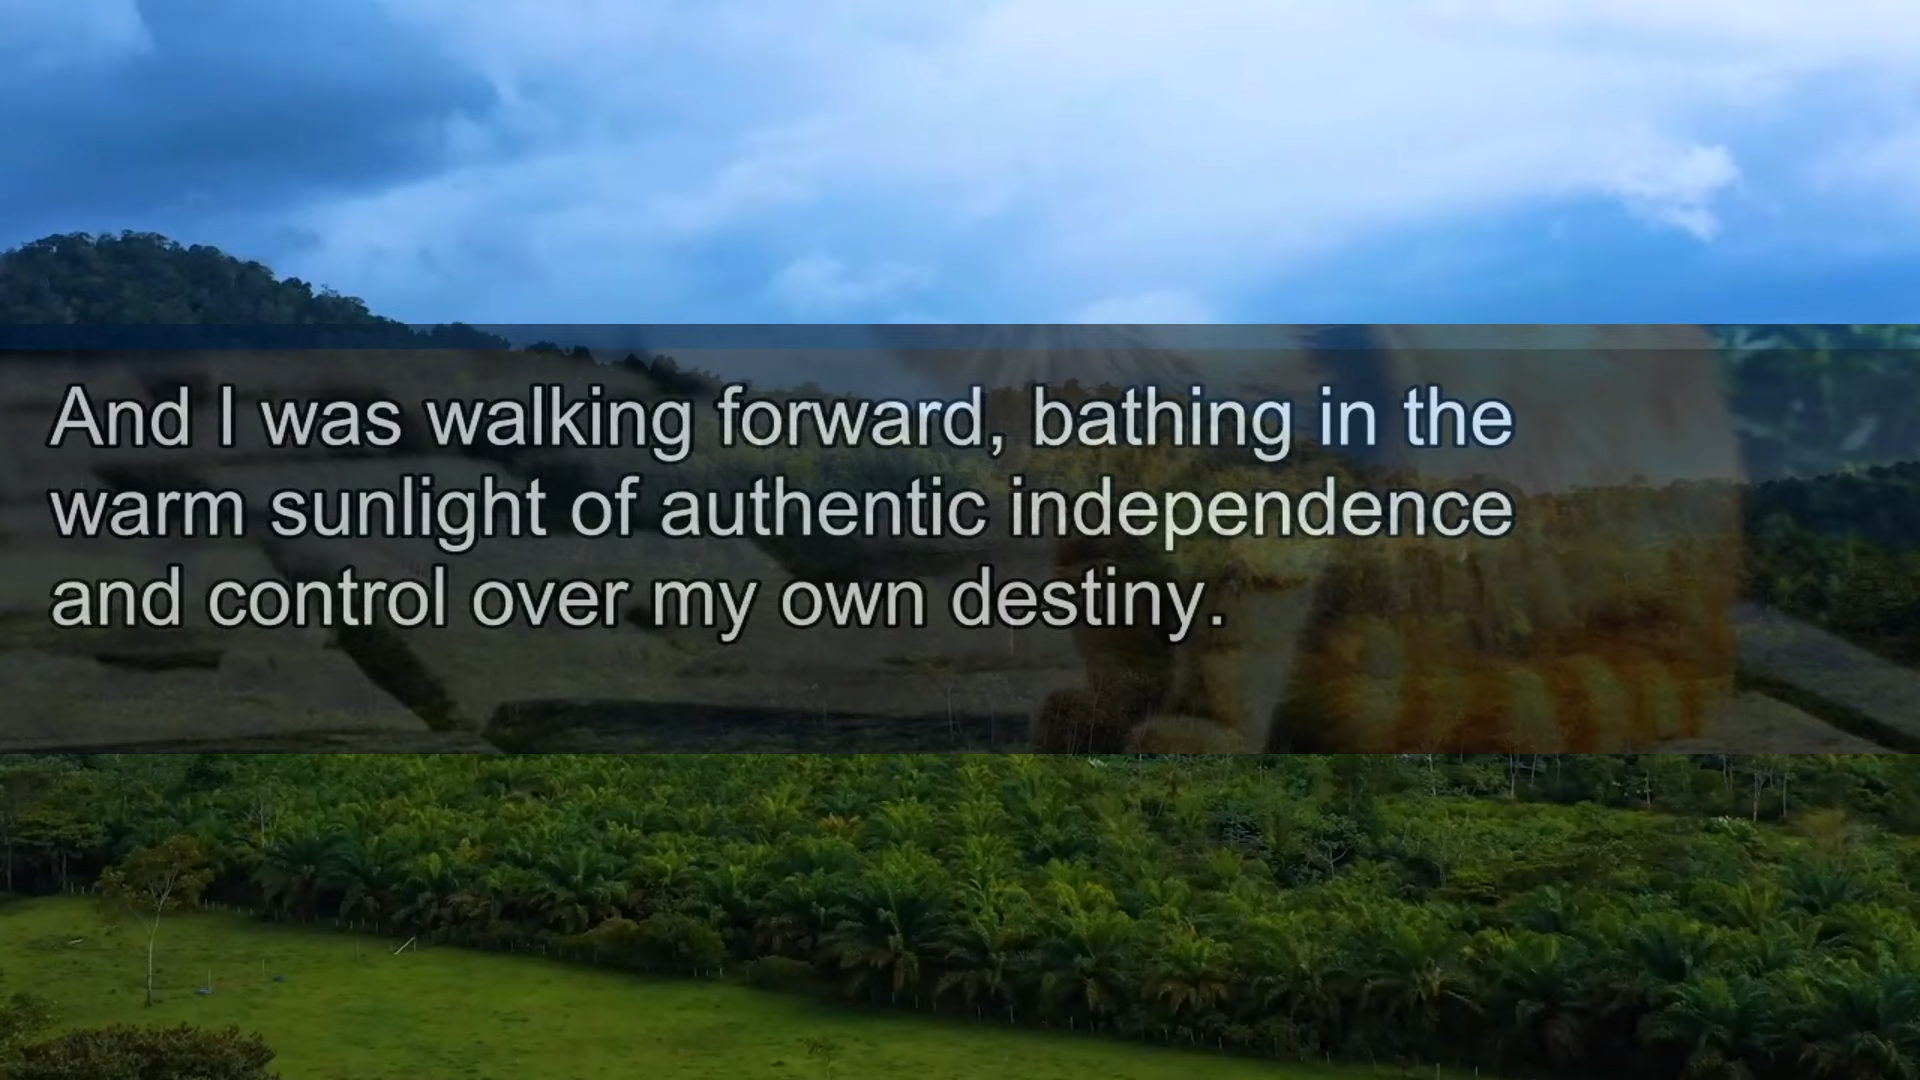 And I was walking forward, bathing in the
warm sunlight of authentic independence
and control over my own destiny.